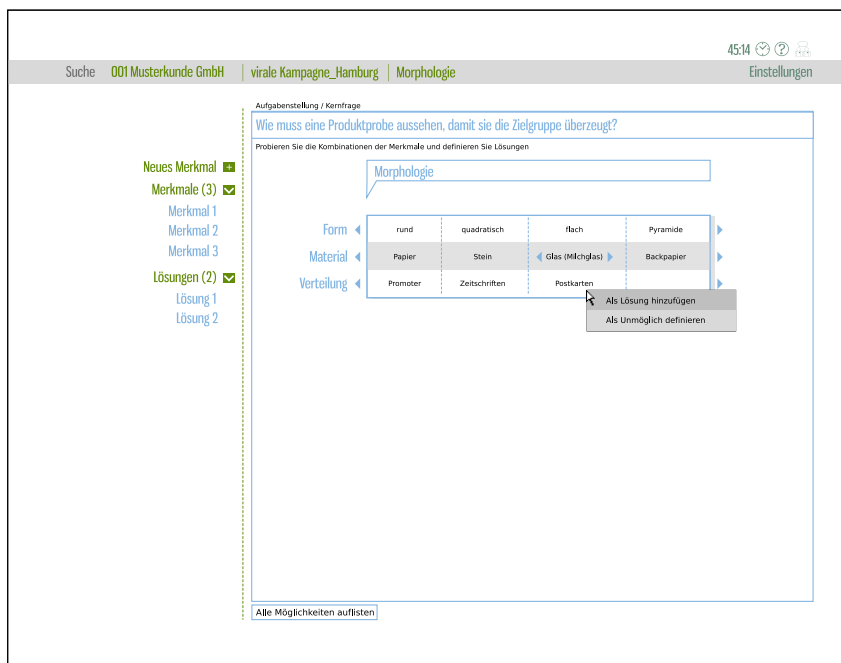 45:14
Suche 001 Musterkunde GmbH virale Kampagne_Hamburg Morphologie Einstellungen
Aufgabenstellung / Kernfrage
Wie muss eine Produktprobe aussehen, damit sie die Zielgruppe überzeugt?
Probieren Sie die Kombinationen der Merkmale und definieren Sie Lösungen
Neues Merkmal
Merkmale (3)
Merkmal 1
Merkmal 2
Merkmal 3
Lösungen (2)
Lösung 1
Lösung 2
Morphologie
Form rund quadratisch flach Pyramide
Material Papier Stein Glas (Milchglas) Backpapier
Verteilung Promoter Zeitschriften Postkarten
Als Lösung hinzufügen
Als Unmöglich definieren
Alle Möglichkeiten auflisten